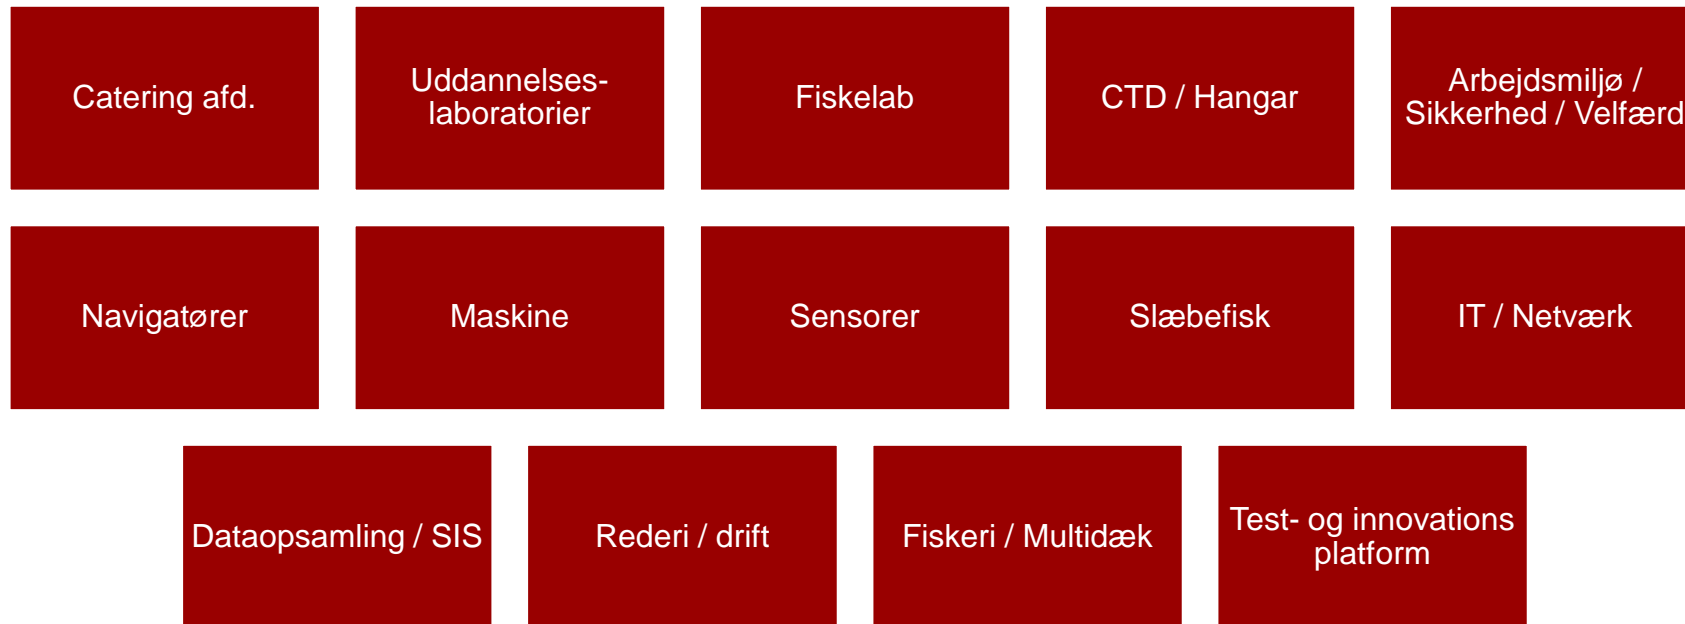 Catering afd.
Uddannelses-
laboratorier
Fiskelab
CTD / Hangar
Arbejdsmiljø /
Sikkerhed / Velfærd
Navigatører
Maskine
Sensorer
Slæbefisk
IT / Netværk
Dataopsamling / SIS
Rederi / drift
Fiskeri / Multidæk
Test- og innovations
platform